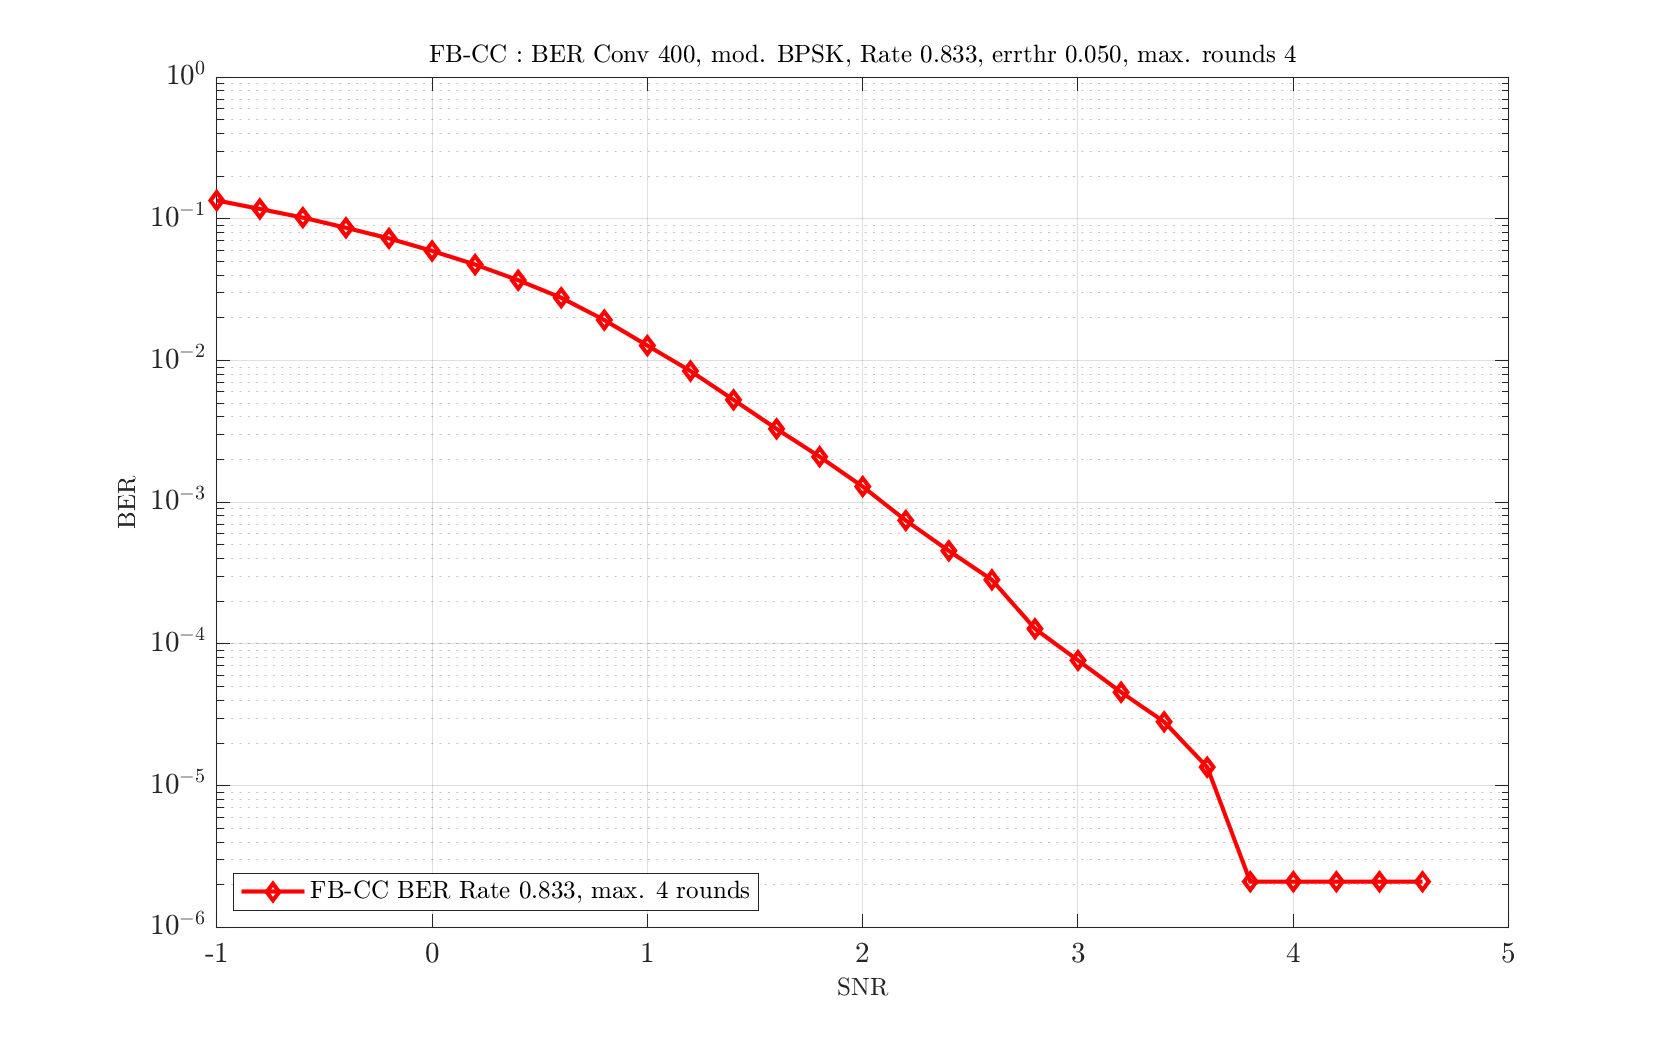 FB-CC : BER Conv 400, mod. BPSK, Rate 0.833, errthr 0.050, max. rounds 4
10^0
10^-1
10^-2
10^-3
10^-4
10^-5
10^-6
BER
FB-CC BER Rate 0.833, max. 4 rounds
-1 0 1 2 3 4 5
SNR